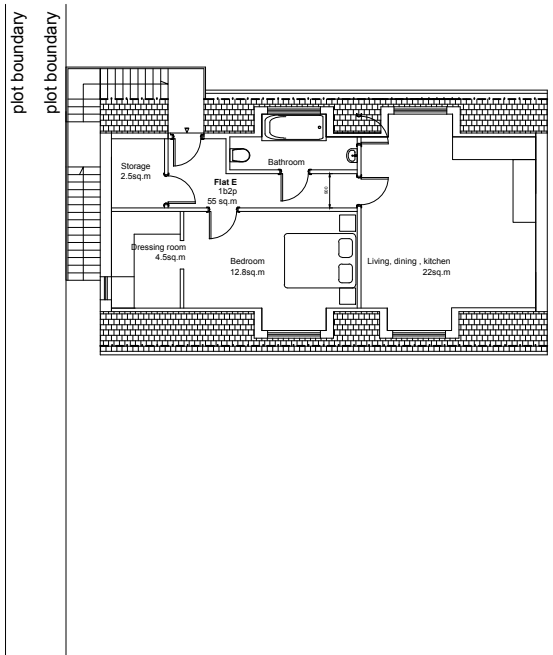 plot boundary
plot boundary
Storage
2.5sq.m
Bathroom
Flat E
1b2p
55 sq.m
900
Dressing room
4.5sq.m
Bedroom
12.8sq.m
Living, dining , kitchen
22sq.m